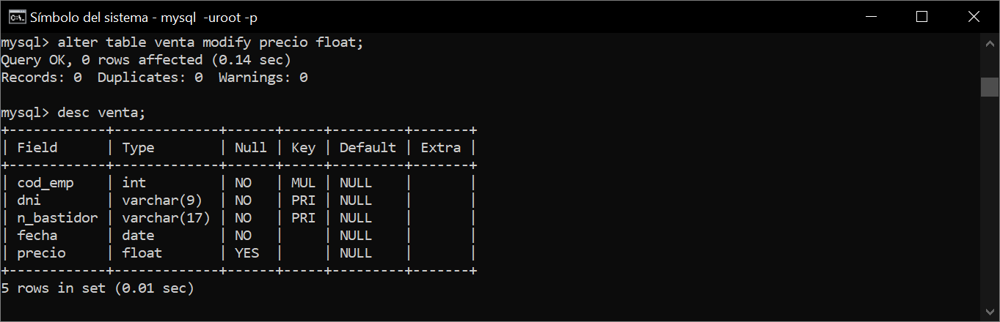 Símbolo del sistema - mysql  -uroot -p
mysql> alter table venta modify precio float;
Query OK, 0 rows affected (0.14 sec)
Records: 0  Duplicates: 0  Warnings: 0
mysql> desc venta;
+------------+-------------+------+-----+---------+-------+
| Field      | Type        | Null | Key | Default | Extra |
+------------+-------------+------+-----+---------+-------+
| cod_emp    | int         | NO   | MUL | NULL    |       |
| dni        | varchar(9)  | NO   | PRI | NULL    |       |
| n_bastidor | varchar(17) | NO   | PRI | NULL    |       |
| fecha      | date        | NO   |     | NULL    |       |
| precio     | float       | YES  |     | NULL    |       |
+------------+-------------+------+-----+---------+-------+
5 rows in set (0.01 sec)